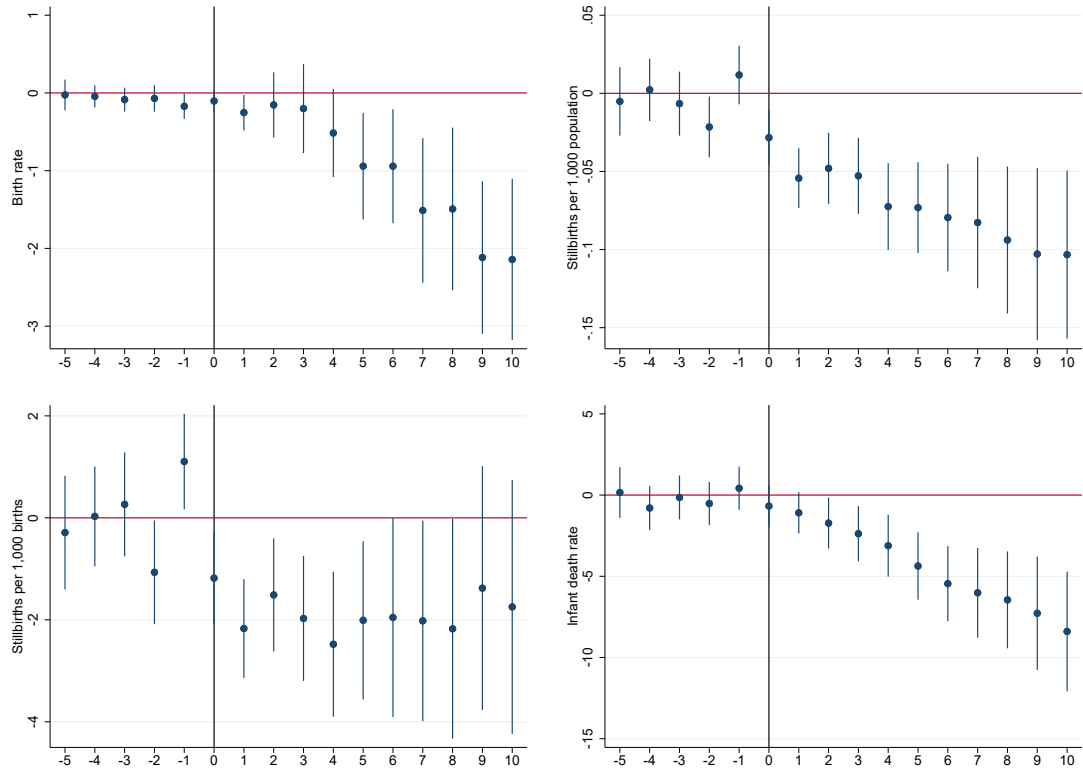 1
0
-1
-2
-3
Birth rate
-5 -4 -3 -2 -1 0 1 2 3 4 5 6 7 8 9 10
.05
0
-.05
-.1
-.15
Stillbirths per 1,000 population
-5 -4 -3 -2 -1 0 1 2 3 4 5 6 7 8 9 10
2
0
-2
-4
Stillbirths per 1,000 births
-5 -4 -3 -2 -1 0 1 2 3 4 5 6 7 8 9 10
5
0
-5
-10
-15
Infant death rate
-5 -4 -3 -2 -1 0 1 2 3 4 5 6 7 8 9 10